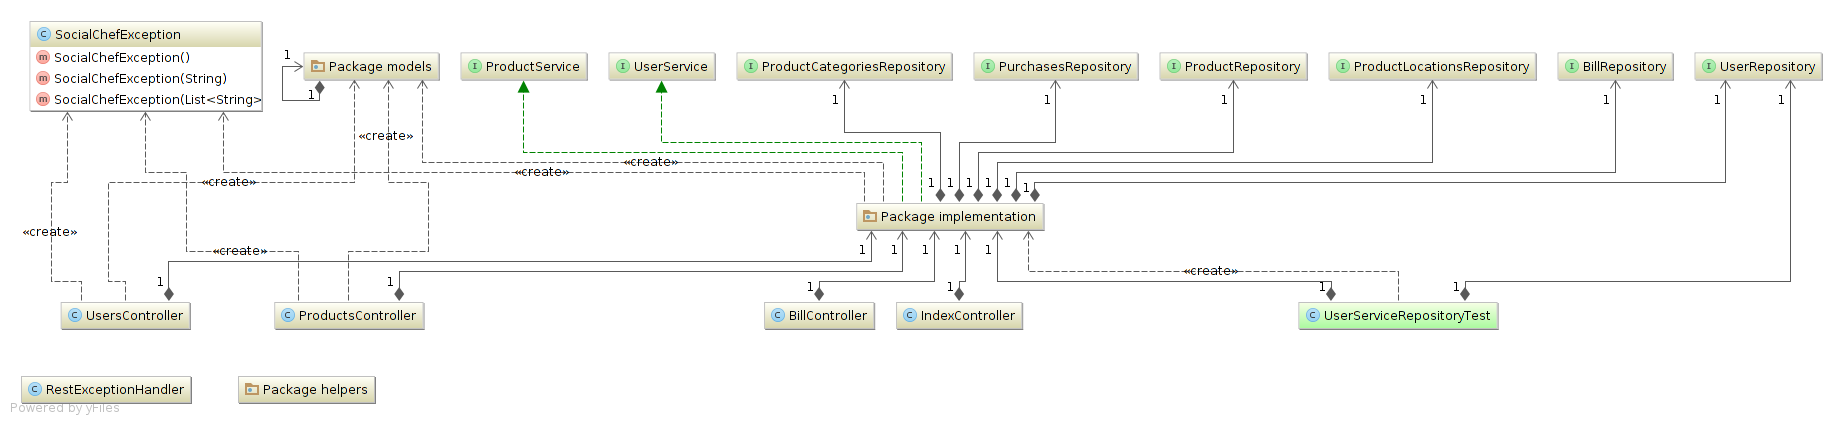 C SocialChefException
m SocialChefException()
m SocialChefException(String)
m SocialChefException(List<String>
1
Package models
1
I ProductService
I UserService
I ProductCategoriesRepository
I PurchasesRepository
I ProductRepository
I ProductLocationsRepository
I BillRepository
I UserRepository
1
1
1
1
1
1
1
«create»
«create»
«create»
«create»
1
1
1
1
1
1
Package implementation
«create»
«create»
1
1
1
1
1
«create»
1
1
1
1
1
1
C UsersController
C ProductsController
C BillController
C IndexController
C UserServiceRepositoryTest
C RestExceptionHandler
Package helpers
Powered by yFiles